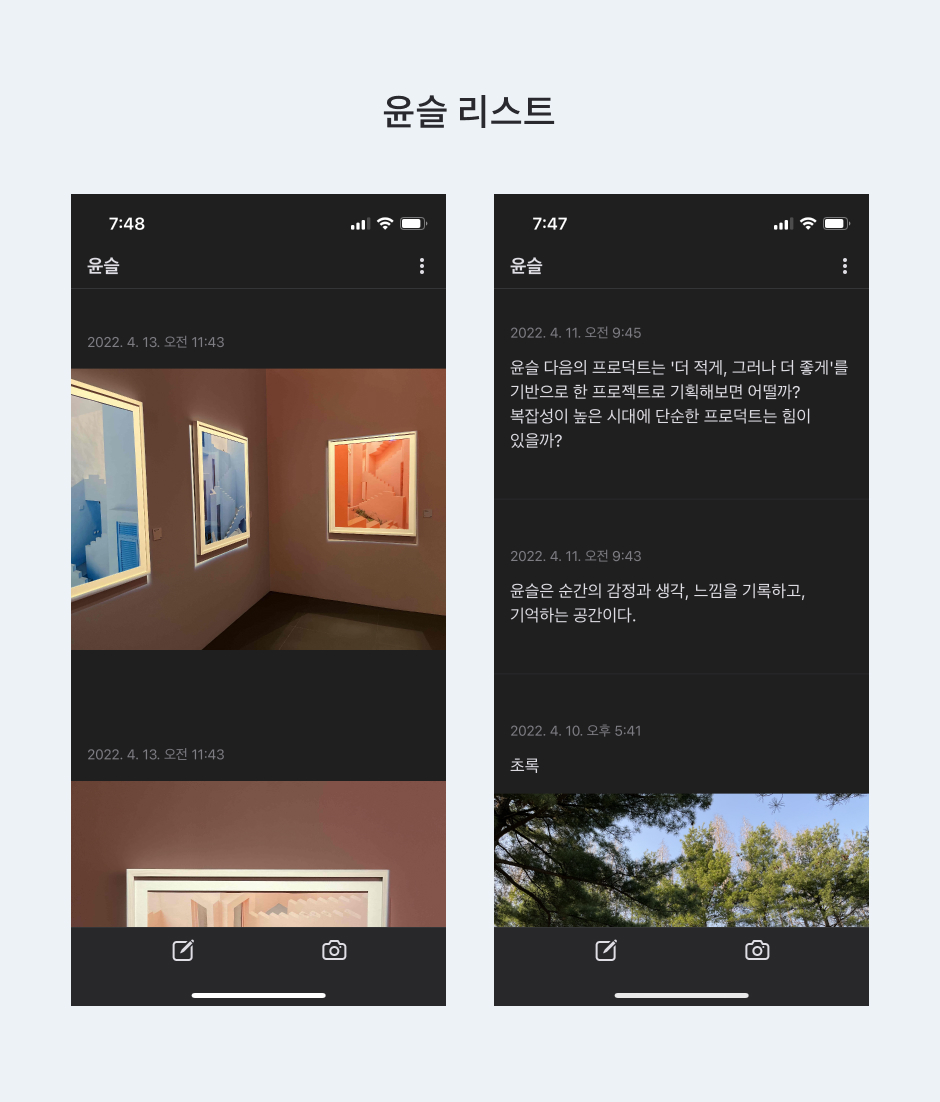 윤슬 리스트
7:48
윤슬
2022. 4. 13. 오전 11:43
2022. 4. 13. 오전 11:43
7:47
윤슬
2022. 4. 11. 오전 9:45
윤슬 다음의 프로덕트는 '더 적게, 그러나 더 좋게'를
기반으로 한 프로젝트로 기획해보면 어떨까?
복잡성이 높은 시대에 단순한 프로덕트는 힘이
있을까?
2022. 4. 11. 오전 9:43
윤슬은 순간의 감정과 생각, 느낌을 기록하고,
기억하는 공간이다.
2022. 4. 10. 오후 5:41
초록